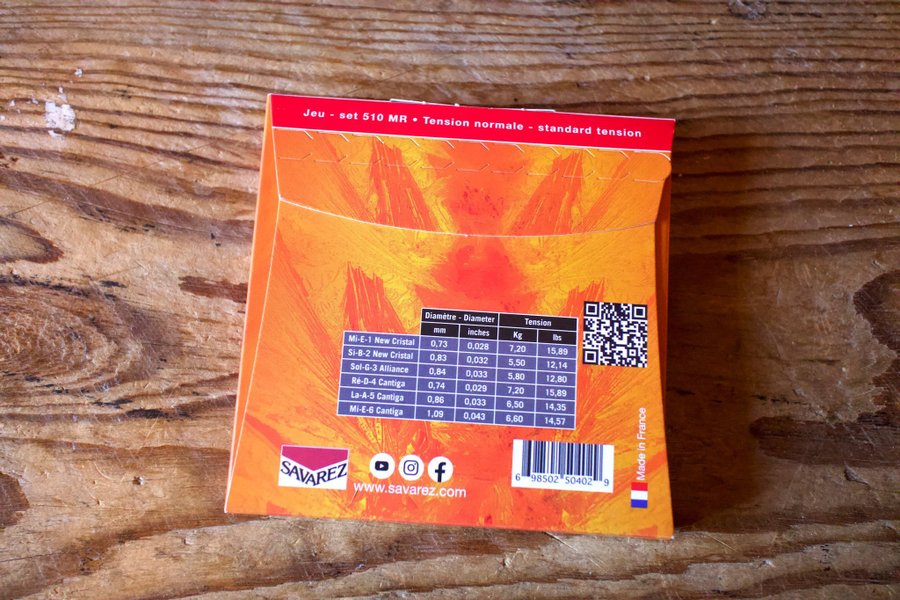 Jeu - set 510 MR • Tension normale - standard tension
Diamètre - Diameter Tension
mm inches Kg lbs
Mi-E-1 New Cristal 0,73 0,028 7,20 15,89
Si-B-2 New Cristal 0,83 0,032 5,50 12,14
Sol-G-3 Alliance 0,84 0,033 5,80 12,80
Ré-D-4 Cantiga 0,74 0,029 7,20 15,89
La-A-5 Cantiga 0,86 0,033 6,50 14,35
Mi-E-6 Cantiga 1,09 0,043 6,60 14,57
SAVAREZ
www.savarez.com
6 98502 50402 9
Made in France